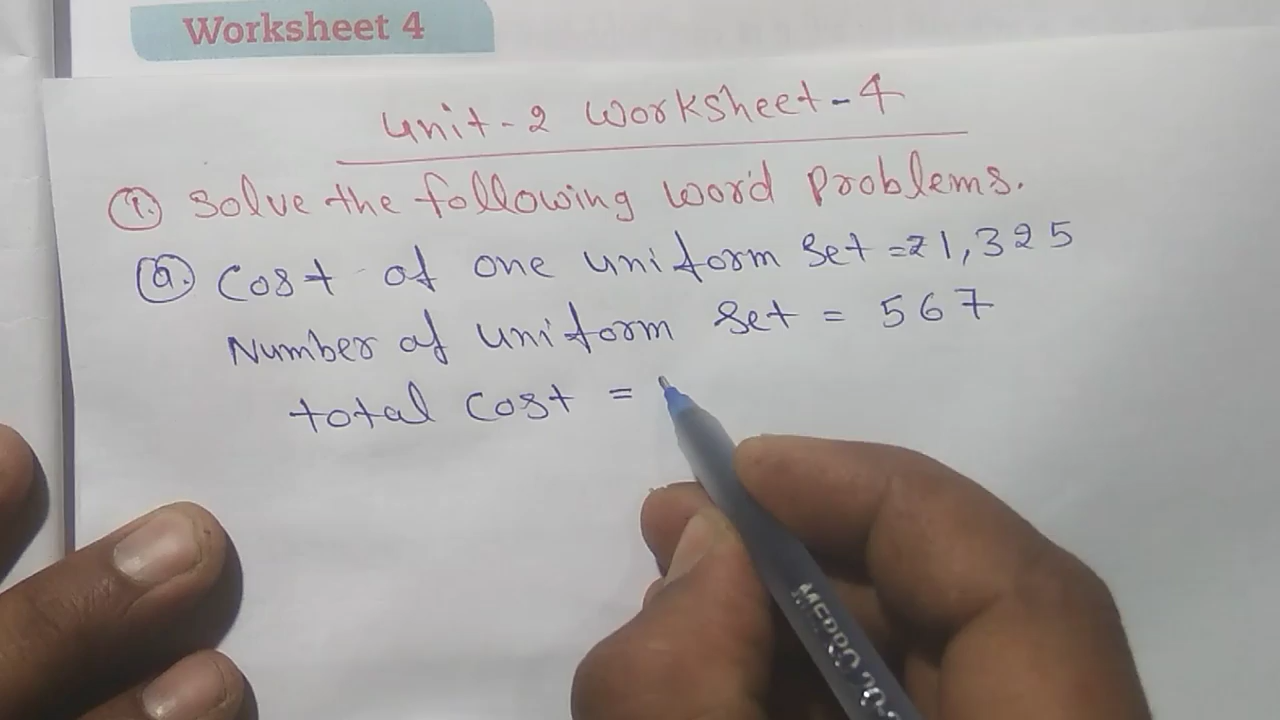 Worksheet 4
Unit-2 Worksheet-4
1. Solve the following word problems.
a. Cost of one uniform set = ₹1,325
Number of uniform set = 567
total cost =